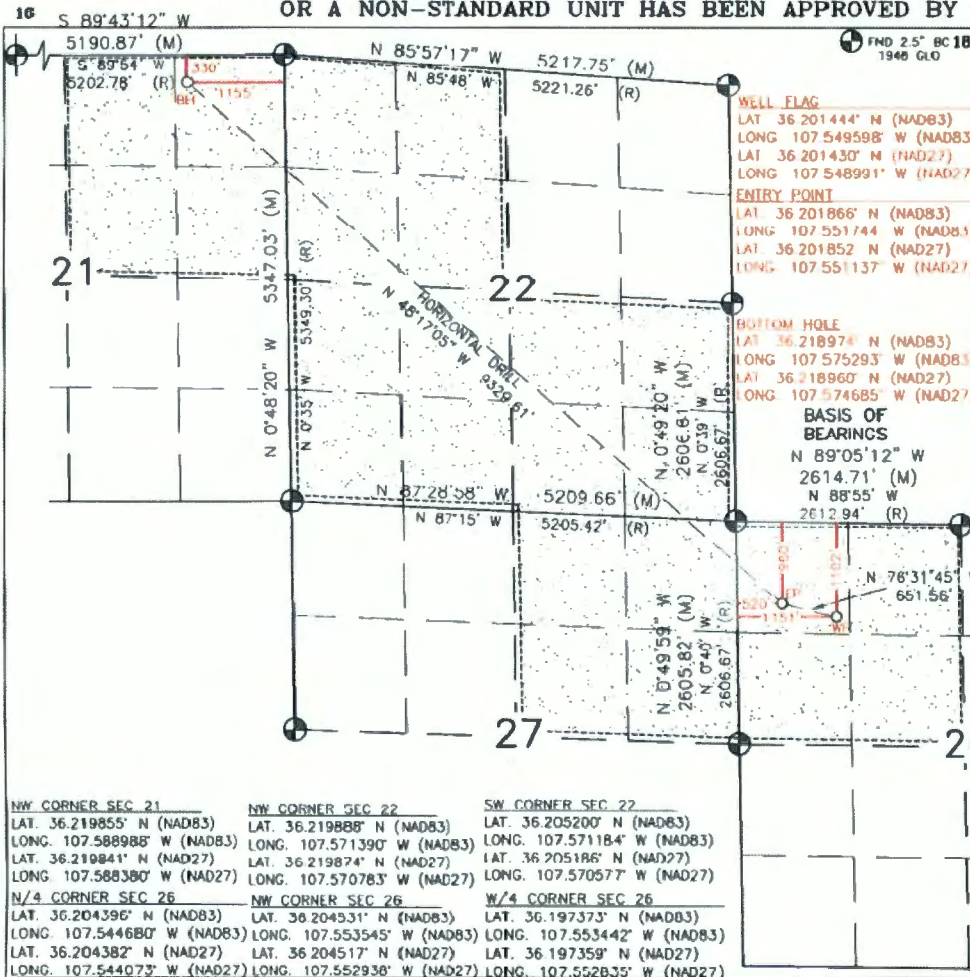 16
OR A NON-STANDARD UNIT HAS BEEN APPROVED BY
S 89°43'12" W
5190.87' (M)
S 89°54' W
5202.78' (R)
330'
1155'
BH
N 85°57'17" W 5217.75' (M)
N 85°48' W 5221.26' (R)
FND 2.5" BC 18
1946 GLO
WELL FLAG
LAT 36.201444° N (NAD83)
LONG 107.549598° W (NAD83
LAT 36.201430° N (NAD27)
LONG 107.548991° W (NAD27
ENTRY POINT
LAT. 36.201866° N (NAD83)
LONG 107.551744 W (NAD83
LAT. 36.201852 N (NAD27)
LONG. 107.551137° W (NAD27
BOTTOM HOLE
LAT 36.218974° N (NAD83)
LONG 107.575293° W (NAD83
LAT 36.218960° N (NAD27)
LONG. 107.574685° W (NAD27
BASIS OF
BEARINGS
N 89°05'12" W
2614.71' (M)
N 88°55' W
2612.94' (R)
21
22
N 0°48'20" W 5347.03' (M)
N 0°35' W 5349.30' (R)
HORIZONTAL DRILL
N 48°17'05" W 9329.61'
N 0°49'20" W
2606.81' (M)
N 0°39' W
2606.67' (R)
N 87°28'58" W 5209.66' (M)
N 87°15' W 5205.42' (R)
960'
1102'
N 76°31'45"
651.56'
520'
EP
1151'
WF
N 0°49'59" W
2605.82' (M)
N 0°40' W
2606.67' (R)
27
2
NW CORNER SEC 21
LAT. 36.219855° N (NAD83)
LONG. 107.588988° W (NAD83)
LAT. 36.219841° N (NAD27)
LONG. 107.588380° W (NAD27)
NW CORNER SEC 22
LAT. 36.219888° N (NAD83)
LONG. 107.571390° W (NAD83)
LAT. 36.219874° N (NAD27)
LONG. 107.570783° W (NAD27)
SW CORNER SEC 22
LAT. 36.205200° N (NAD83)
LONG. 107.571184° W (NAD83)
LAT. 36.205186° N (NAD27)
LONG. 107.570577° W (NAD27)
N/4 CORNER SEC 26
LAT. 36.204396° N (NAD83)
LONG. 107.544680° W (NAD83)
LAT. 36.204382° N (NAD27)
LONG. 107.544073° W (NAD27)
NW CORNER SEC 26
LAT. 36.204531° N (NAD83)
LONG. 107.553545° W (NAD83)
LAT. 36.204517° N (NAD27)
LONG. 107.552938° W (NAD27)
W/4 CORNER SEC 26
LAT. 36.197373° N (NAD83)
LONG. 107.553442° W (NAD83)
LAT. 36.197359° N (NAD27)
LONG. 107.552835° W (NAD27)